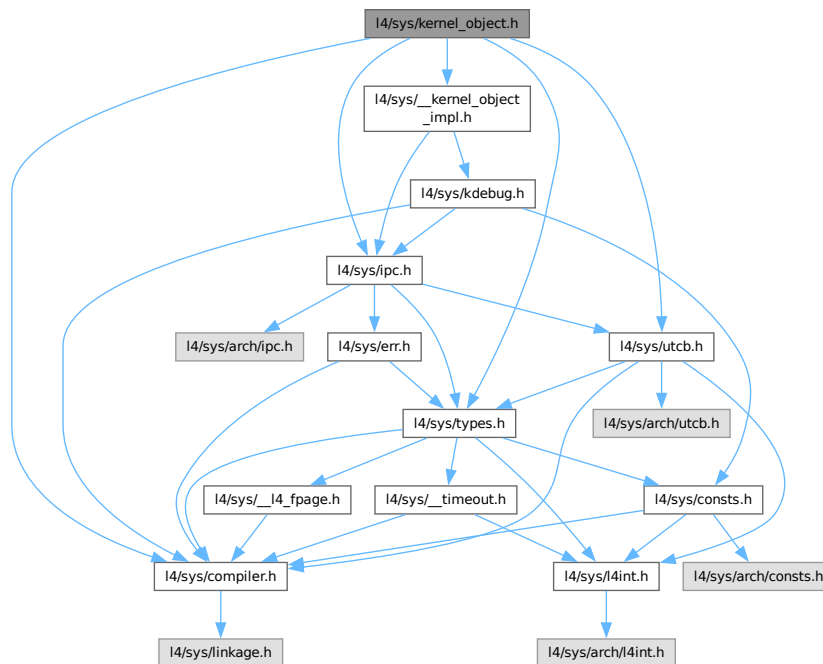 l4/sys/kernel_object.h
l4/sys/__kernel_object
_impl.h
l4/sys/kdebug.h
l4/sys/ipc.h
l4/sys/arch/ipc.h
l4/sys/err.h
l4/sys/utcb.h
l4/sys/types.h
l4/sys/arch/utcb.h
l4/sys/__l4_fpage.h
l4/sys/__timeout.h
l4/sys/consts.h
l4/sys/compiler.h
l4/sys/l4int.h
l4/sys/arch/consts.h
l4/sys/linkage.h
l4/sys/arch/l4int.h